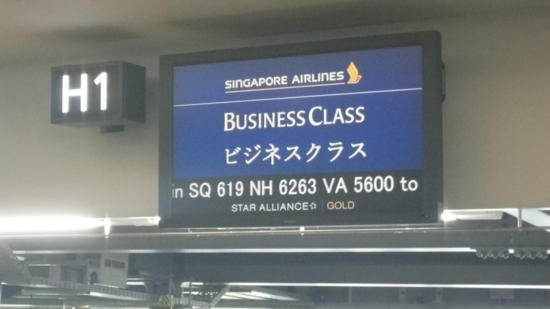 H1
SINGAPORE AIRLINES
BUSINESS CLASS
ビジネスクラス
in SQ 619 NH 6263 VA 5600 to
STAR ALLIANCE | GOLD